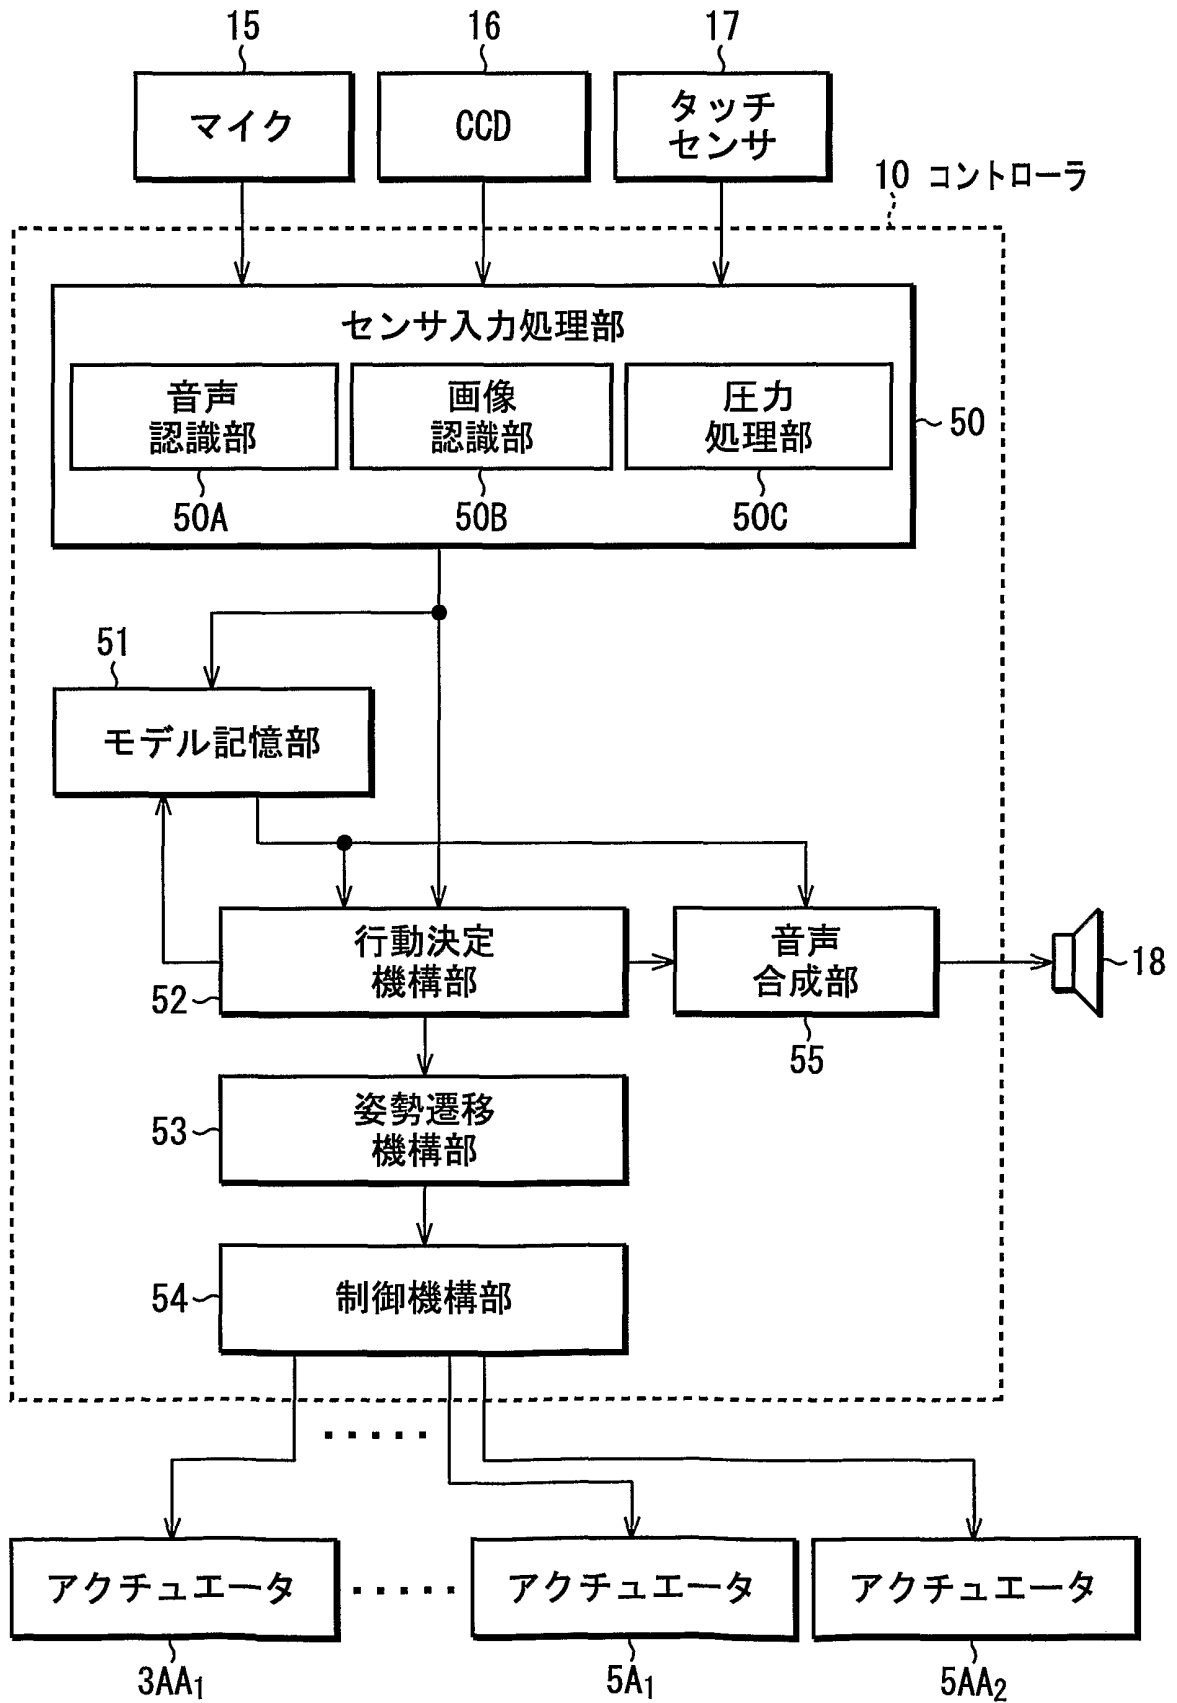 15
16
17
マイク
CCD
タッチ
センサ
10 コントローラ
センサ入力処理部
音声
認識部
画像
認識部
圧力
処理部
50
50A
50B
50C
51
モデル記憶部
行動決定
機構部
52
音声
合成部
55
18
姿勢遷移
機構部
53
制御機構部
54
.....
アクチュエータ
.....
アクチュエータ
アクチュエータ
3AA1
5A1
5AA2